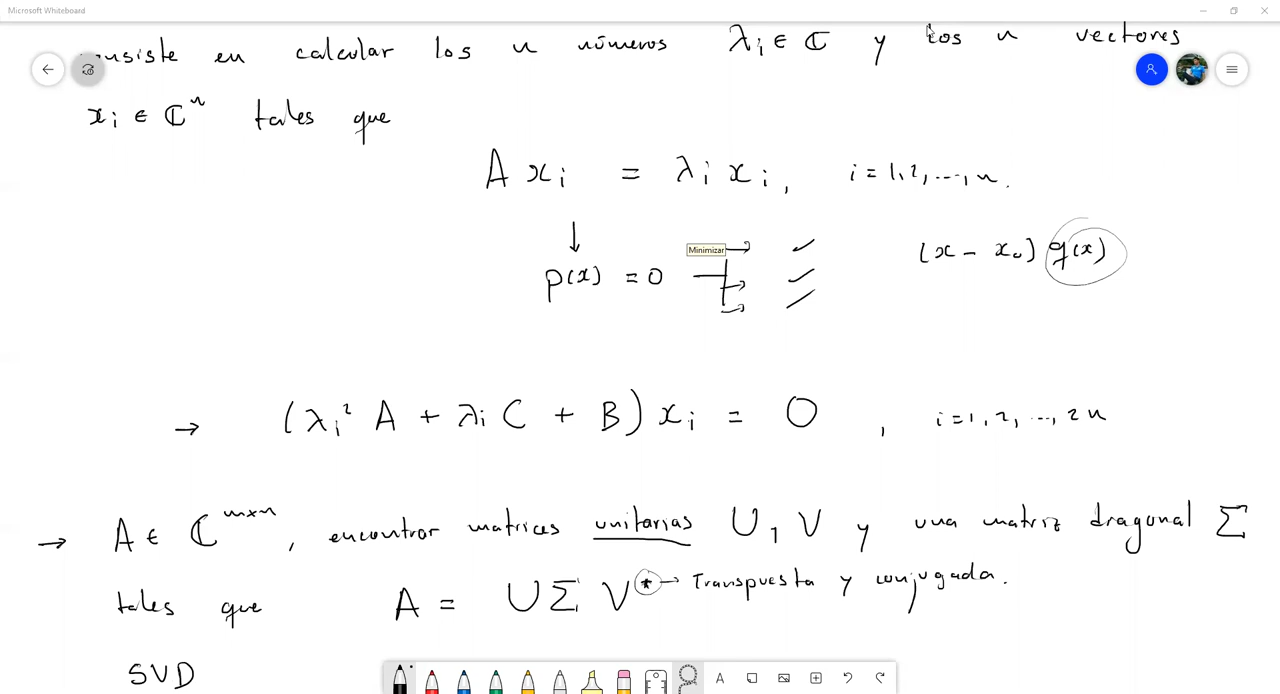 Microsoft Whiteboard
en calcular los n números λi ∈ ℂ y los n vectores
xi ∈ ℂⁿ tales que
A xi = λi xi, i = 1, 2, ..., n.
↓
Minimizar
p(x) = 0 (x - x₀) q(x)
→ (λi² A + λi C + B) xi = 0, i = 1, 2, ..., 2n
→ A ∈ ℂᵐˣⁿ, encontrar matrices unitarias U, V y una matriz diagonal Σ
tales que A = U Σ V* → Transpuesta y conjugada.
SVD
A